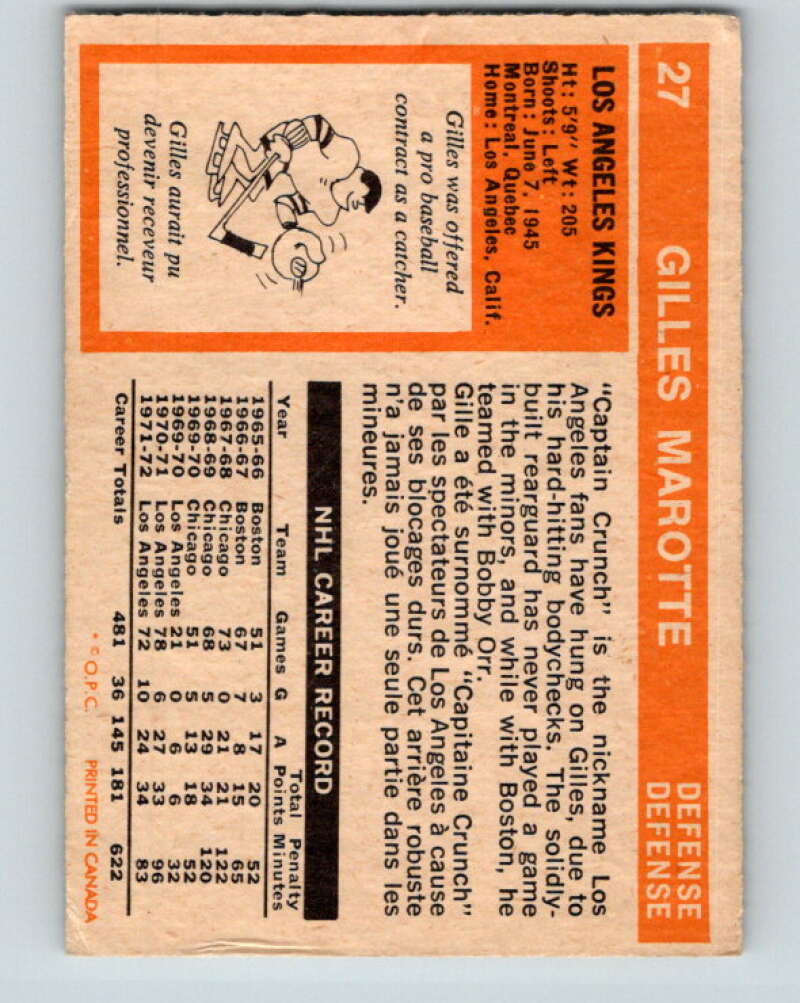 27 GILLES MAROTTE DEFENSE
DEFENSE
LOS ANGELES KINGS
Ht: 5'9" Wt: 205
Shoots: Left
Born: June 7, 1945
Montreal, Quebec
Home: Los Angeles, Calif.
Gilles was offered
a pro baseball
contract as a catcher.
Gilles aurait pu
devenir receveur
professionnel.
"Captain Crunch" is the nickname Los
Angeles fans have hung on Gilles, due to
his hard-hitting bodychecks. The solidly-
built rearguard has never played a game
in the minors, and while with Boston, he
teamed with Bobby Orr.
Gille a été surnommé "Capitaine Crunch"
par les spectateurs de Los Angeles à cause
de ses blocages durs. Cet arrière robuste
n'a jamais joué une seule partie dans les
mineures.
NHL CAREER RECORD
Total Penalty
Year Team Games G A Points Minutes
1965-66 Boston 51 3 17 20 52
1966-67 Boston 67 7 8 15 65
1967-68 Chicago 73 0 21 21 122
1968-69 Chicago 68 5 29 34 120
1969-70 Chicago 51 5 13 18 52
1969-70 Los Angeles 21 0 6 6 32
1970-71 Los Angeles 78 6 27 33 96
1971-72 Los Angeles 72 10 24 34 83
Career Totals 481 36 145 181 622
* © O.P.C. PRINTED IN CANADA